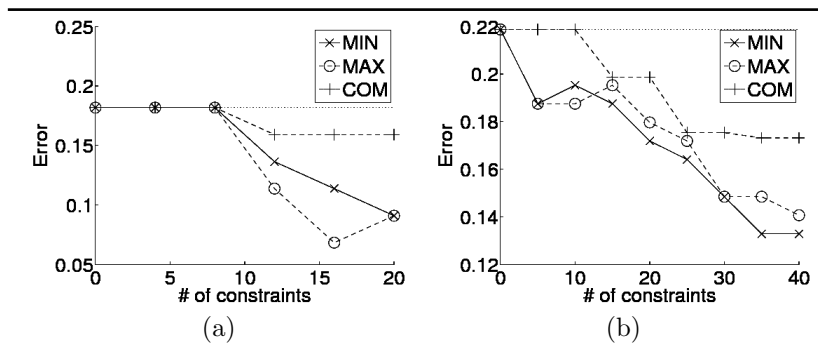 0.25
0.2
0.15
0.1
0.05
Error
0 5 10 15 20
# of constraints
MIN
MAX
COM
(a)
0.22
0.2
0.18
0.16
0.14
0.12
Error
0 10 20 30 40
# of constraints
MIN
MAX
COM
(b)